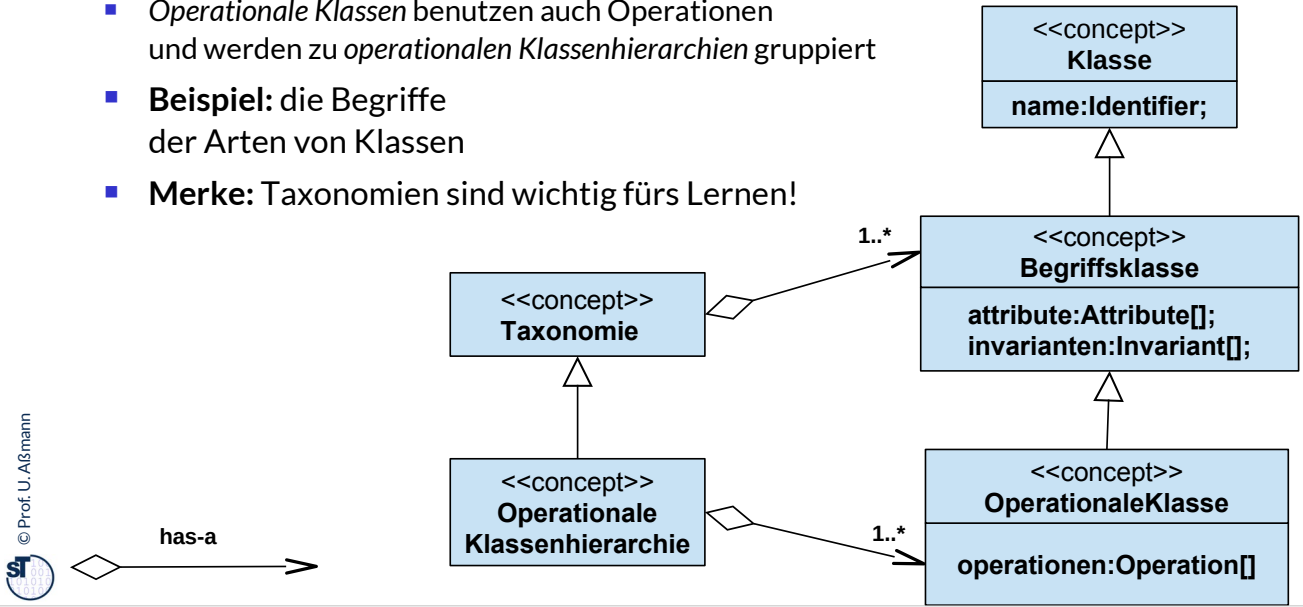 Operationale Klassen benutzen auch Operationen
und werden zu operationalen Klassenhierarchien gruppiert
Beispiel: die Begriffe
der Arten von Klassen
Merke: Taxonomien sind wichtig fürs Lernen!
<<concept>>
Klasse
name:Identifier;
1..*
<<concept>>
Begriffsklasse
attribute:Attribute[];
invarianten:Invariant[];
<<concept>>
Taxonomie
<<concept>>
Operationale
Klassenhierarchie
1..*
<<concept>>
OperationaleKlasse
operationen:Operation[]
has-a
© Prof. U. Aßmann
ST